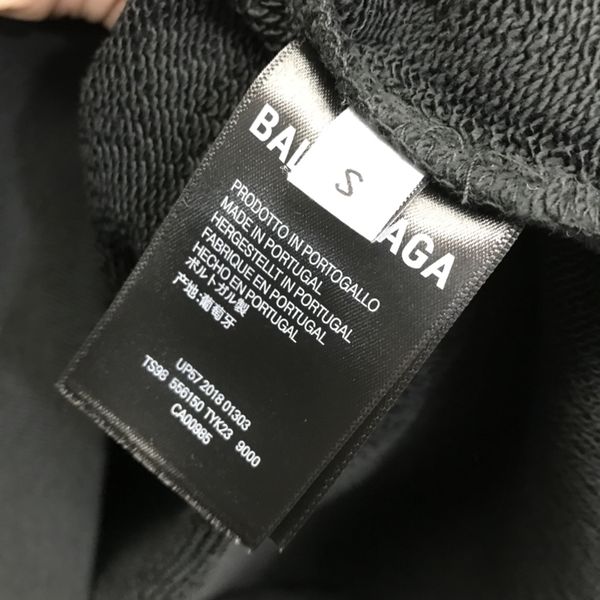 BAL AGA
S
PRODOTTO IN PORTOGALLO
MADE IN PORTUGAL
HERGESTELLT IN PORTUGAL
FABRIQUE EN PORTUGAL
HECHO EN PORTUGAL
ポルトガル製
产地:葡萄牙
UP57 2018 01303
TS98 556150 TYK23 9000
CA00985